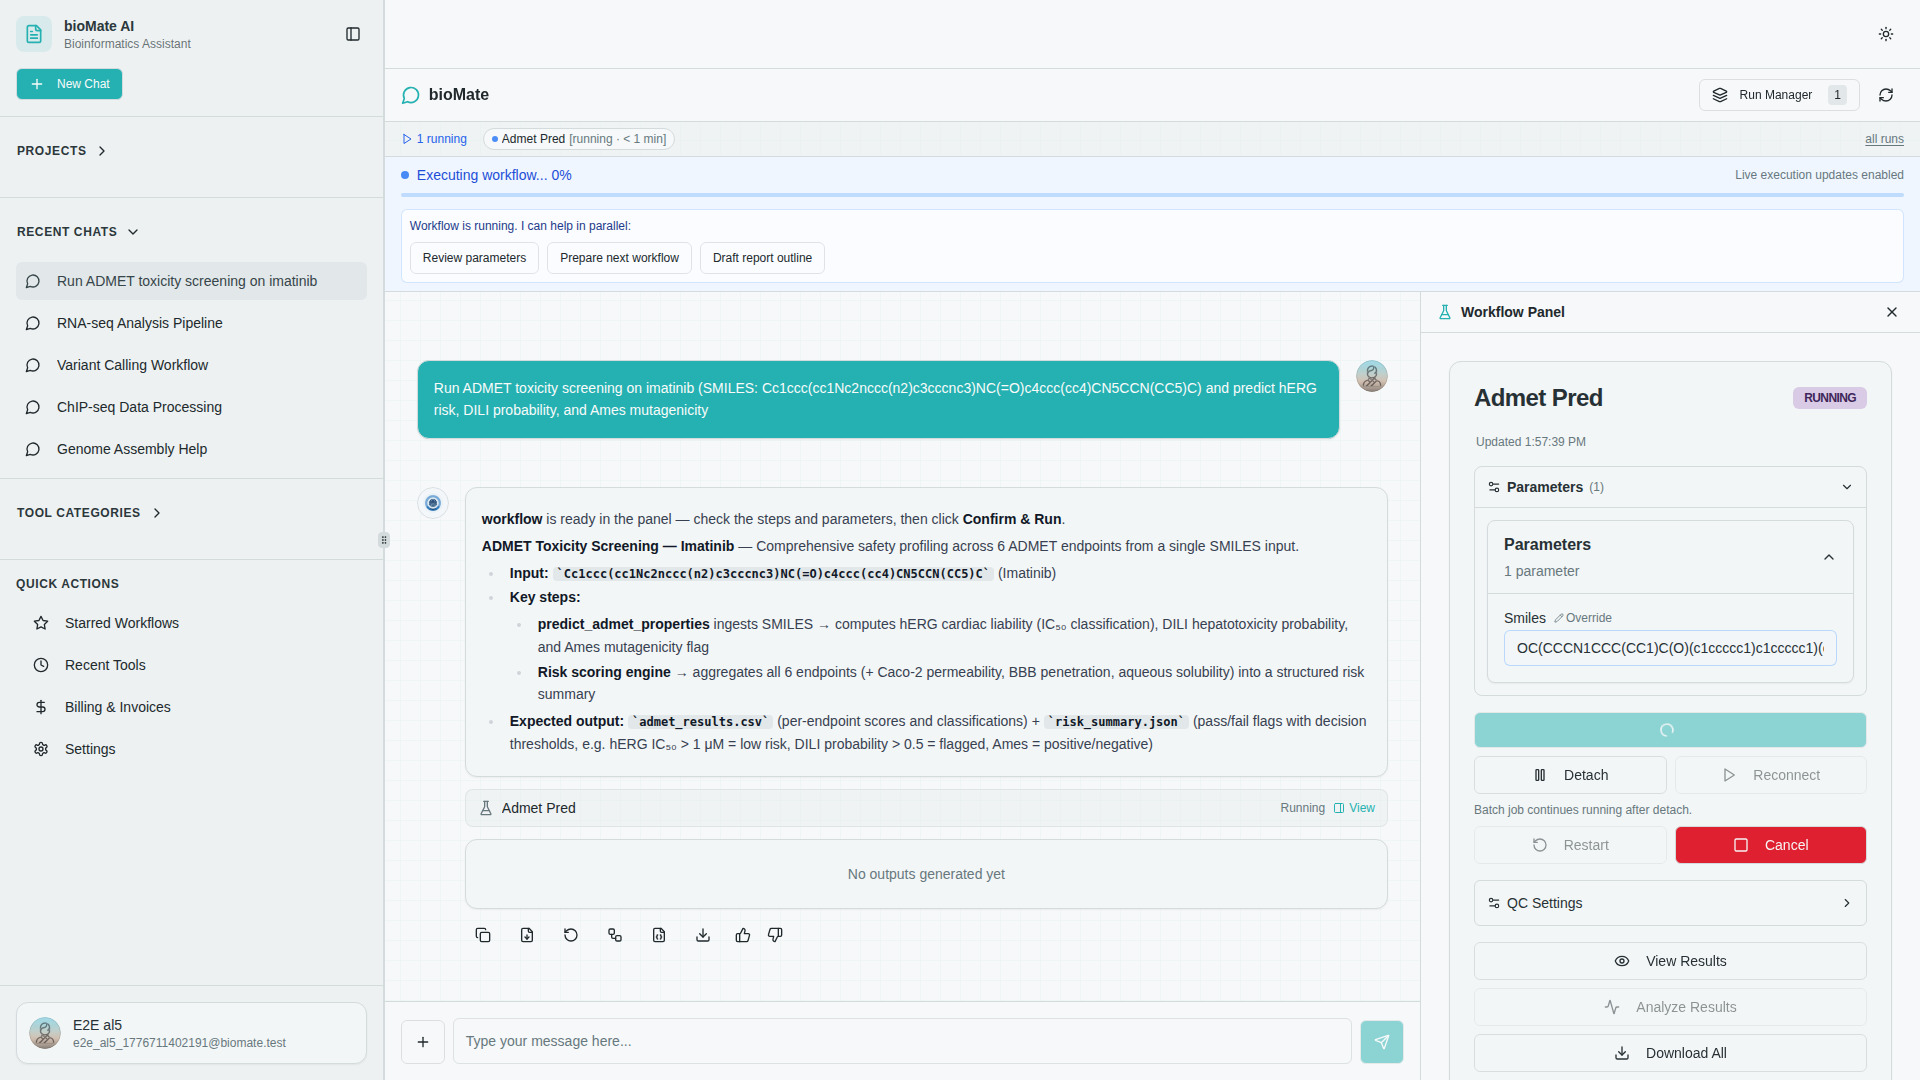 bioMate AI
Bioinformatics Assistant
New Chat
PROJECTS
RECENT CHATS
Run ADMET toxicity screening on imatinib
RNA-seq Analysis Pipeline
Variant Calling Workflow
ChIP-seq Data Processing
Genome Assembly Help
TOOL CATEGORIES
QUICK ACTIONS
Starred Workflows
Recent Tools
Billing & Invoices
Settings
E2E al5
e2e_al5_1776711402191@biomate.test
bioMate
Run Manager 1
1 running Admet Pred [running · < 1 min] all runs
Executing workflow... 0% Live execution updates enabled
Workflow is running. I can help in parallel:
Review parameters Prepare next workflow Draft report outline
Run ADMET toxicity screening on imatinib (SMILES: Cc1ccc(cc1Nc2nccc(n2)c3cccnc3)NC(=O)c4ccc(cc4)CN5CCN(CC5)C) and predict hERG
risk, DILI probability, and Ames mutagenicity
workflow is ready in the panel — check the steps and parameters, then click Confirm & Run.
ADMET Toxicity Screening — Imatinib — Comprehensive safety profiling across 6 ADMET endpoints from a single SMILES input.
Input: `Cc1ccc(cc1Nc2nccc(n2)c3cccnc3)NC(=O)c4ccc(cc4)CN5CCN(CC5)C` (Imatinib)
Key steps:
predict_admet_properties ingests SMILES → computes hERG cardiac liability (IC₅₀ classification), DILI hepatotoxicity probability,
and Ames mutagenicity flag
Risk scoring engine → aggregates all 6 endpoints (+ Caco-2 permeability, BBB penetration, aqueous solubility) into a structured risk
summary
Expected output: `admet_results.csv` (per-endpoint scores and classifications) + `risk_summary.json` (pass/fail flags with decision
thresholds, e.g. hERG IC₅₀ > 1 μM = low risk, DILI probability > 0.5 = flagged, Ames = positive/negative)
Admet Pred Running View
No outputs generated yet
Type your message here...
Workflow Panel
Admet Pred RUNNING
Updated 1:57:39 PM
Parameters (1)
Parameters
1 parameter
Smiles Override
OC(CCCN1CCC(CC1)C(O)(c1ccccc1)c1ccccc1)(
Detach Reconnect
Batch job continues running after detach.
Restart Cancel
QC Settings
View Results
Analyze Results
Download All